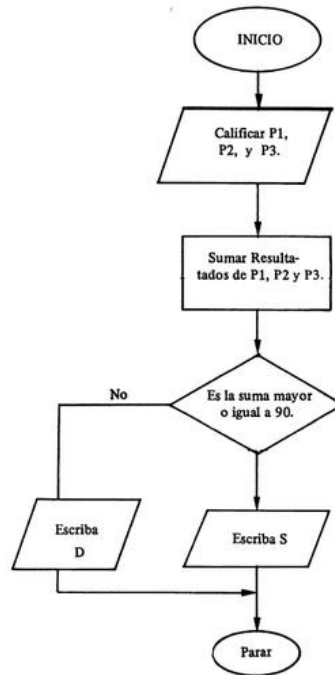 INICIO
Calificar P1,
P2, y P3.
Sumar Resulta-
tados de P1, P2 y P3.
Es la suma mayor
o igual a 90.
No
Escriba
D
Escriba S
Parar